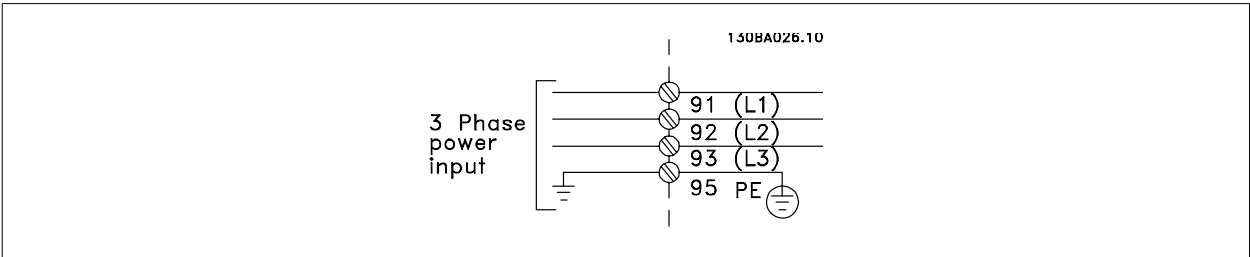 130BA026.10
3 Phase
power
input
91 (L1)
92 (L2)
93 (L3)
95 PE